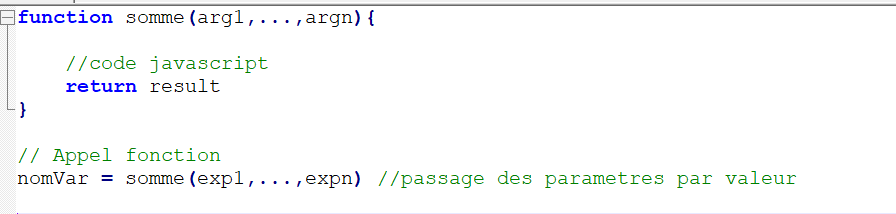 function somme(arg1,...,argn){
//code javascript
return result
}
// Appel fonction
nomVar = somme(exp1,...,expn) //passage des parametres par valeur